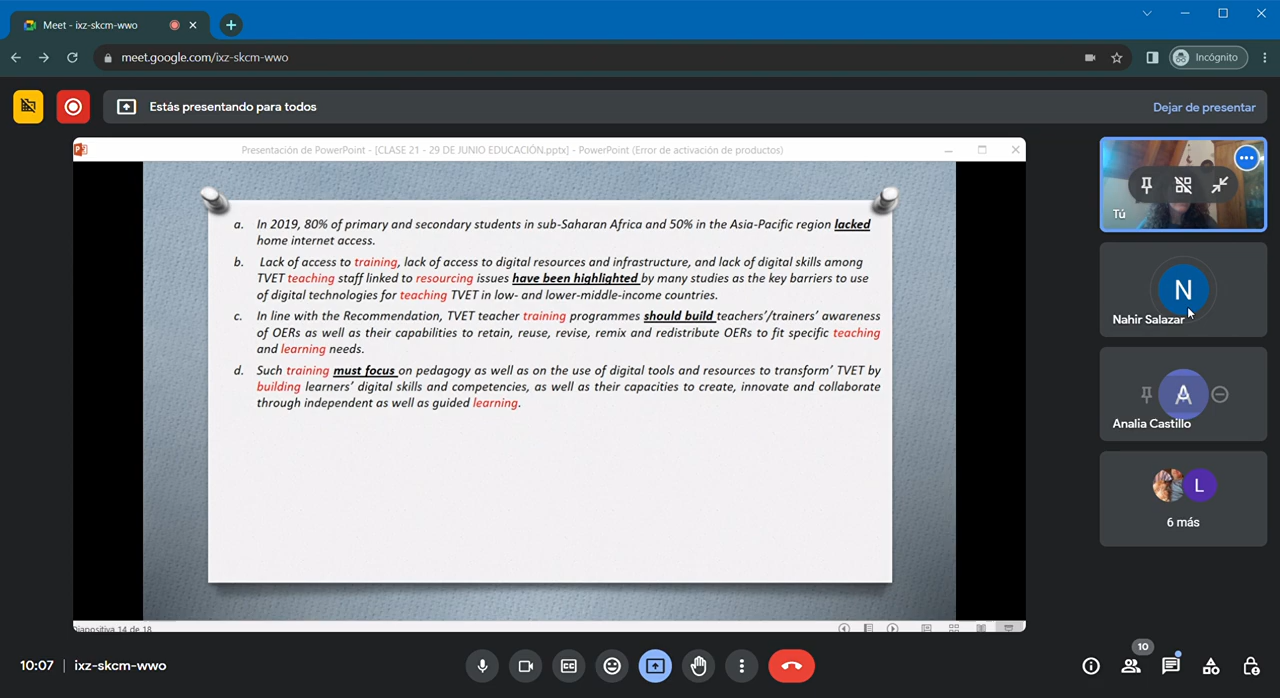 Meet - ixz-skcm-wwo
meet.google.com/ixz-skcm-wwo
Incógnito
Estás presentando para todos
Dejar de presentar
Presentación de PowerPoint - [CLASE 21 - 29 DE JUNIO EDUCACIÓN.pptx] - PowerPoint (Error de activación de productos)
a. In 2019, 80% of primary and secondary students in sub-Saharan Africa and 50% in the Asia-Pacific region lacked
home internet access.
b. Lack of access to training, lack of access to digital resources and infrastructure, and lack of digital skills among
TVET teaching staff linked to resourcing issues have been highlighted by many studies as the key barriers to use
of digital technologies for teaching TVET in low- and lower-middle-income countries.
c. In line with the Recommendation, TVET teacher training programmes should build teachers'/trainers' awareness
of OERs as well as their capabilities to retain, reuse, revise, remix and redistribute OERs to fit specific teaching
and learning needs.
d. Such training must focus on pedagogy as well as on the use of digital tools and resources to transform' TVET by
building learners' digital skills and competencies, as well as their capacities to create, innovate and collaborate
through independent as well as guided learning.
Diapositiva 14 de 18
Tú
N
Nahir Salazar
A
Analia Castillo
L
6 más
10:07 | ixz-skcm-wwo
10